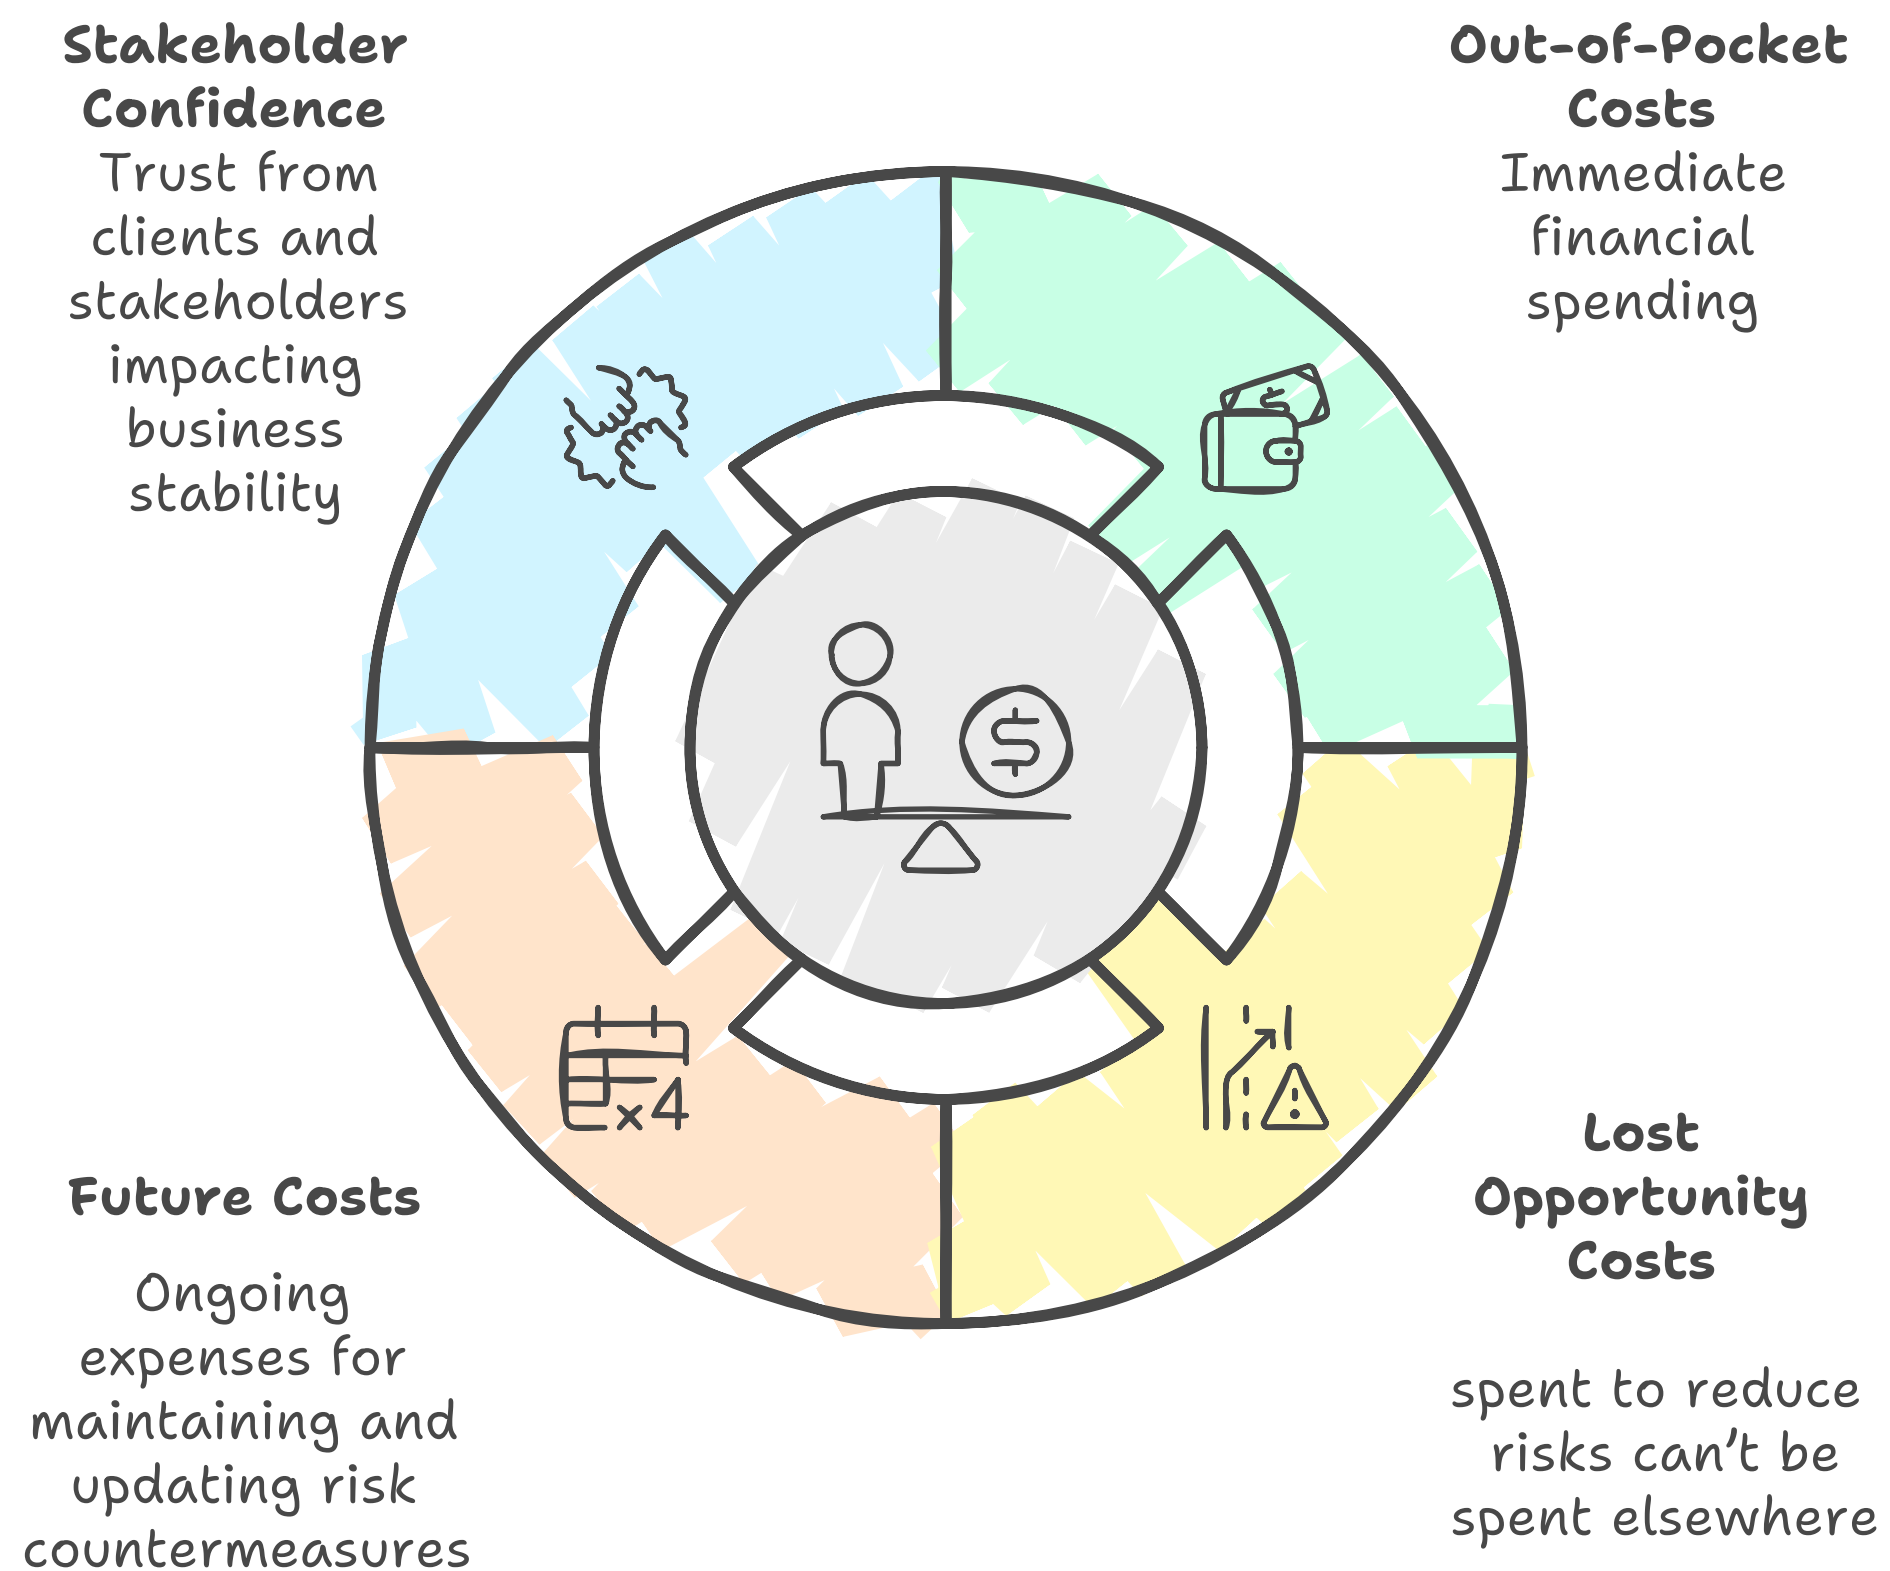 Stakeholder
Confidence
Trust from
clients and
stakeholders
impacting
business
stability
Out-of-Pocket
Costs
Immediate
financial
spending
$
$
x4
Future Costs
Ongoing
expenses for
maintaining and
updating risk
countermeasures
Lost
Opportunity
Costs
spent to reduce
risks can't be
spent elsewhere